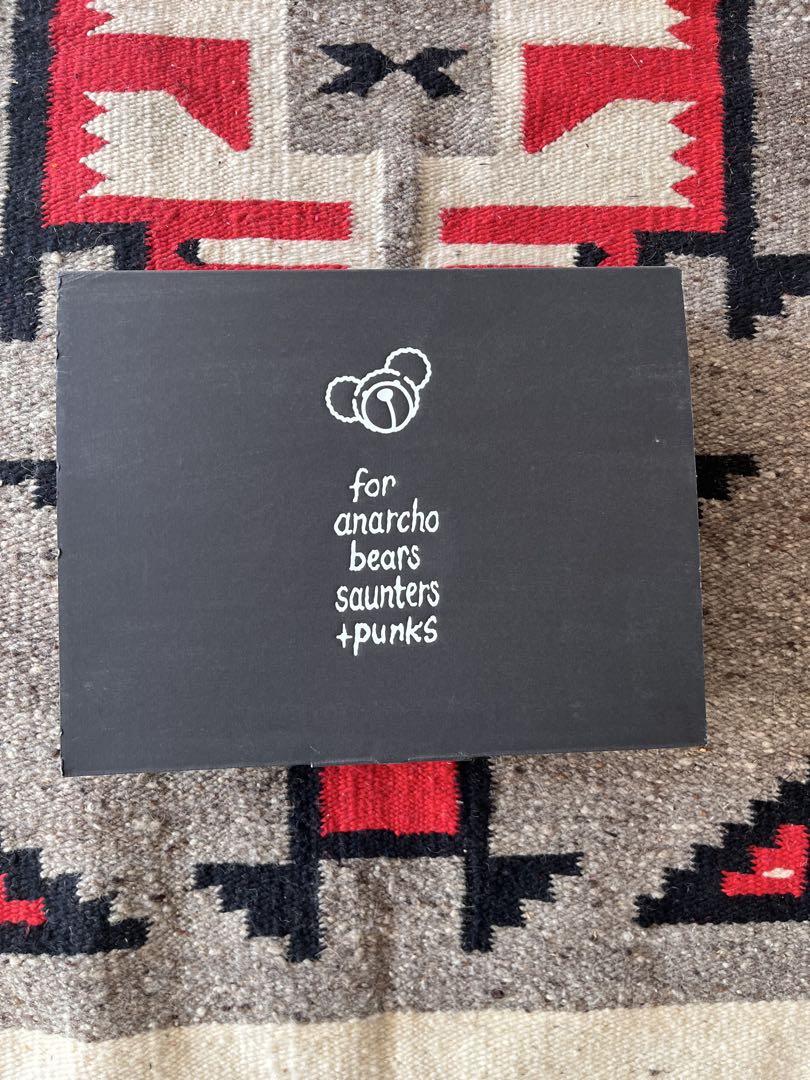 for
anarcho
bears
saunters
+punks